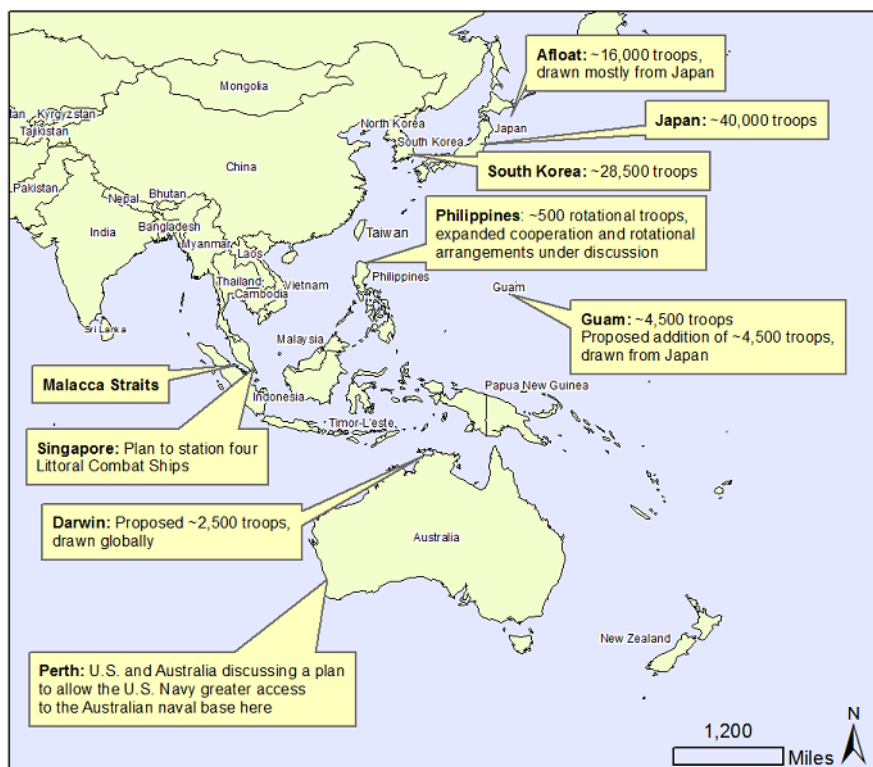 Afloat: ~16,000 troops,
drawn mostly from Japan
Mongolia
tan
Kyrgyzstan
Tajikistan
North Korea
Japan
Japan: ~40,000 troops
South Korea
China
South Korea: ~28,500 troops
Pakistan
Nepal
Bhutan
Philippines: ~500 rotational troops,
expanded cooperation and rotational
arrangements under discussion
India
Bangladesh
Taiwan
Myanmar
Laos
Thailand
Vietnam
Philippines
Cambodia
Guam
Sri Lanka
Guam: ~4,500 troops
Proposed addition of ~4,500 troops,
drawn from Japan
Malaysia
Malacca Straits
Papua New Guinea
Indonesia
Timor-L'este
Singapore: Plan to station four
Littoral Combat Ships
Darwin: Proposed ~2,500 troops,
drawn globally
Australia
New Zealand
Perth: U.S. and Australia discussing a plan
to allow the U.S. Navy greater access
to the Australian naval base here
N
1,200
Miles